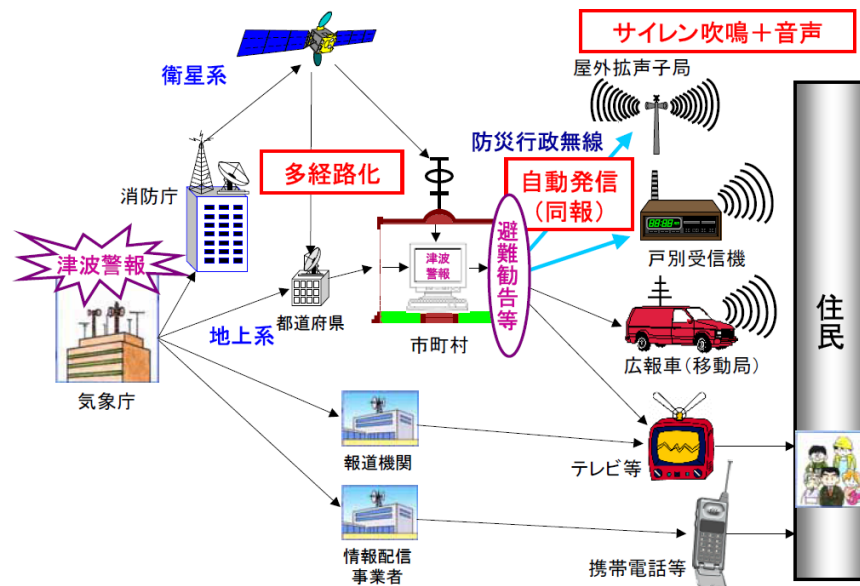 サイレン吹鳴＋音声
屋外拡声子局
衛星系
防災行政無線
多経路化
自動発信
（同報）
消防庁
津波警報
津波
警報
避難勧告等
戸別受信機
都道府県
地上系
市町村
広報車（移動局）
気象庁
住民
報道機関
テレビ等
情報配信
事業者
携帯電話等